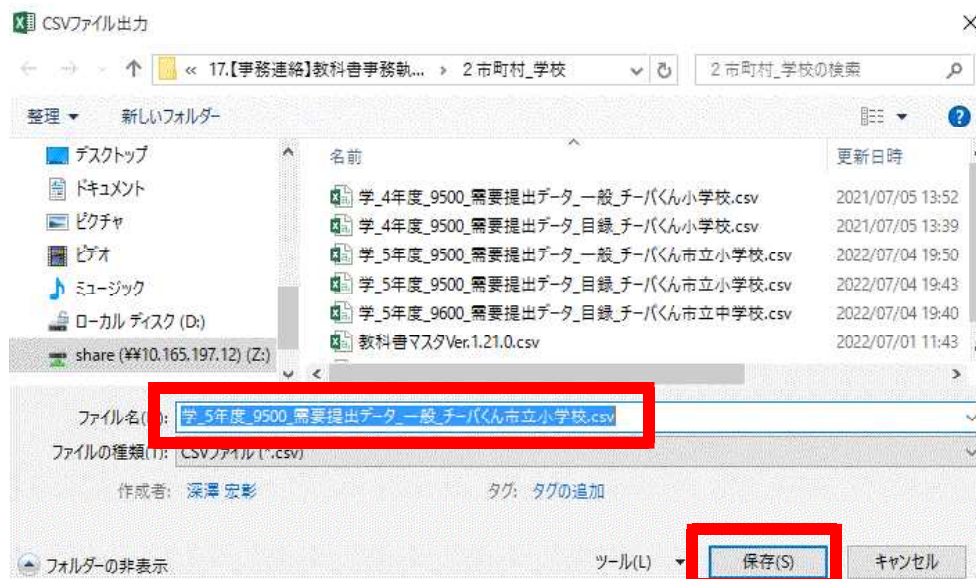 CSVファイル出力
« 17.【事務連絡】教科書事務執... › 2 市町村_学校
2 市町村_学校の検索
整理 ▼ 新しいフォルダー
デスクトップ
ドキュメント
ピクチャ
ビデオ
ミュージック
ローカル ディスク (D:)
share (¥¥10.165.197.12) (Z:)
名前 更新日時
学_4年度_9500_需要提出データ_一般_チーバくん小学校.csv 2021/07/05 13:52
学_4年度_9500_需要提出データ_目録_チーバくん小学校.csv 2021/07/05 13:39
学_5年度_9500_需要提出データ_一般_チーバくん市立小学校.csv 2022/07/04 19:50
学_5年度_9500_需要提出データ_目録_チーバくん市立小学校.csv 2022/07/04 19:43
学_5年度_9600_需要提出データ_目録_チーバくん市立中学校.csv 2022/07/04 19:40
教科書マスタVer.1.21.0.csv 2022/07/01 11:43
ファイル名( ): 学_5年度_9500_需要提出データ_一般_チーバくん市立小学校.csv
ファイルの種類(T): CSVファイル (*.csv)
作成者: 深澤 宏彰 タグ: タグの追加
フォルダーの非表示 ツール(L) ▼ 保存(S) キャンセル